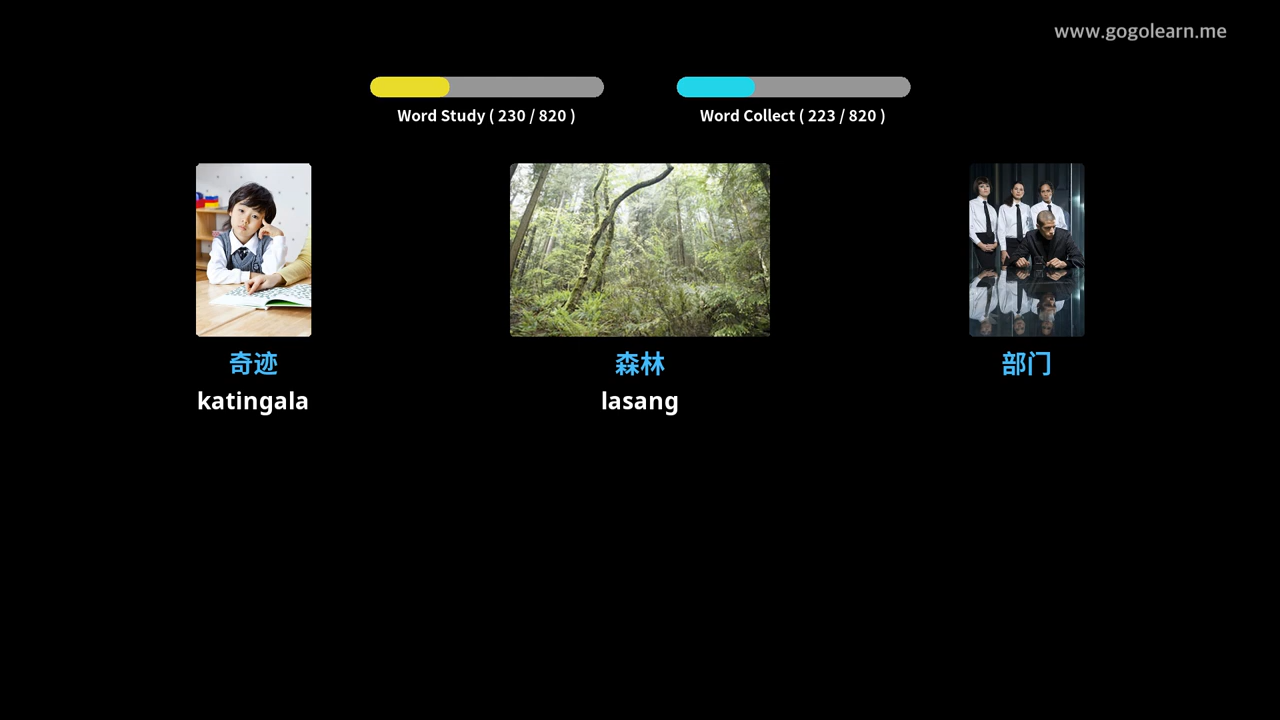 www.gogolearn.me
Word Study ( 230 / 820 )
Word Collect ( 223 / 820 )
奇迹
katingala
森林
lasang
部门